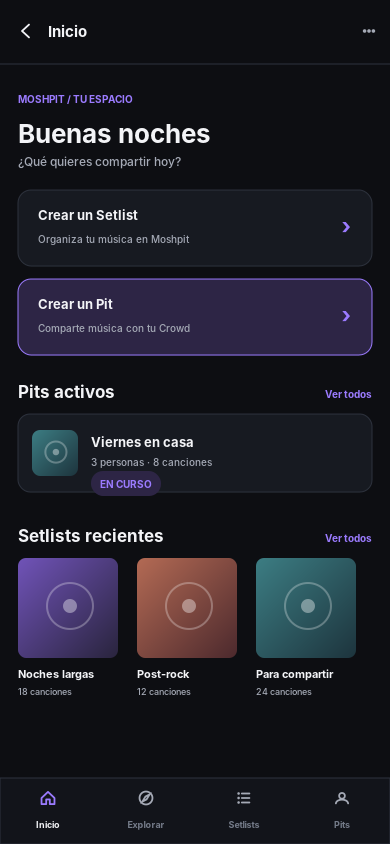 Inicio
MOSHPIT / TU ESPACIO
Buenas noches
¿Qué quieres compartir hoy?
Crear un Setlist
Organiza tu música en Moshpit
Crear un Pit
Comparte música con tu Crowd
Pits activos
Ver todos
Viernes en casa
3 personas · 8 canciones
EN CURSO
Setlists recientes
Ver todos
Noches largas
18 canciones
Post-rock
12 canciones
Para compartir
24 canciones
Inicio
Explorar
Setlists
Pits